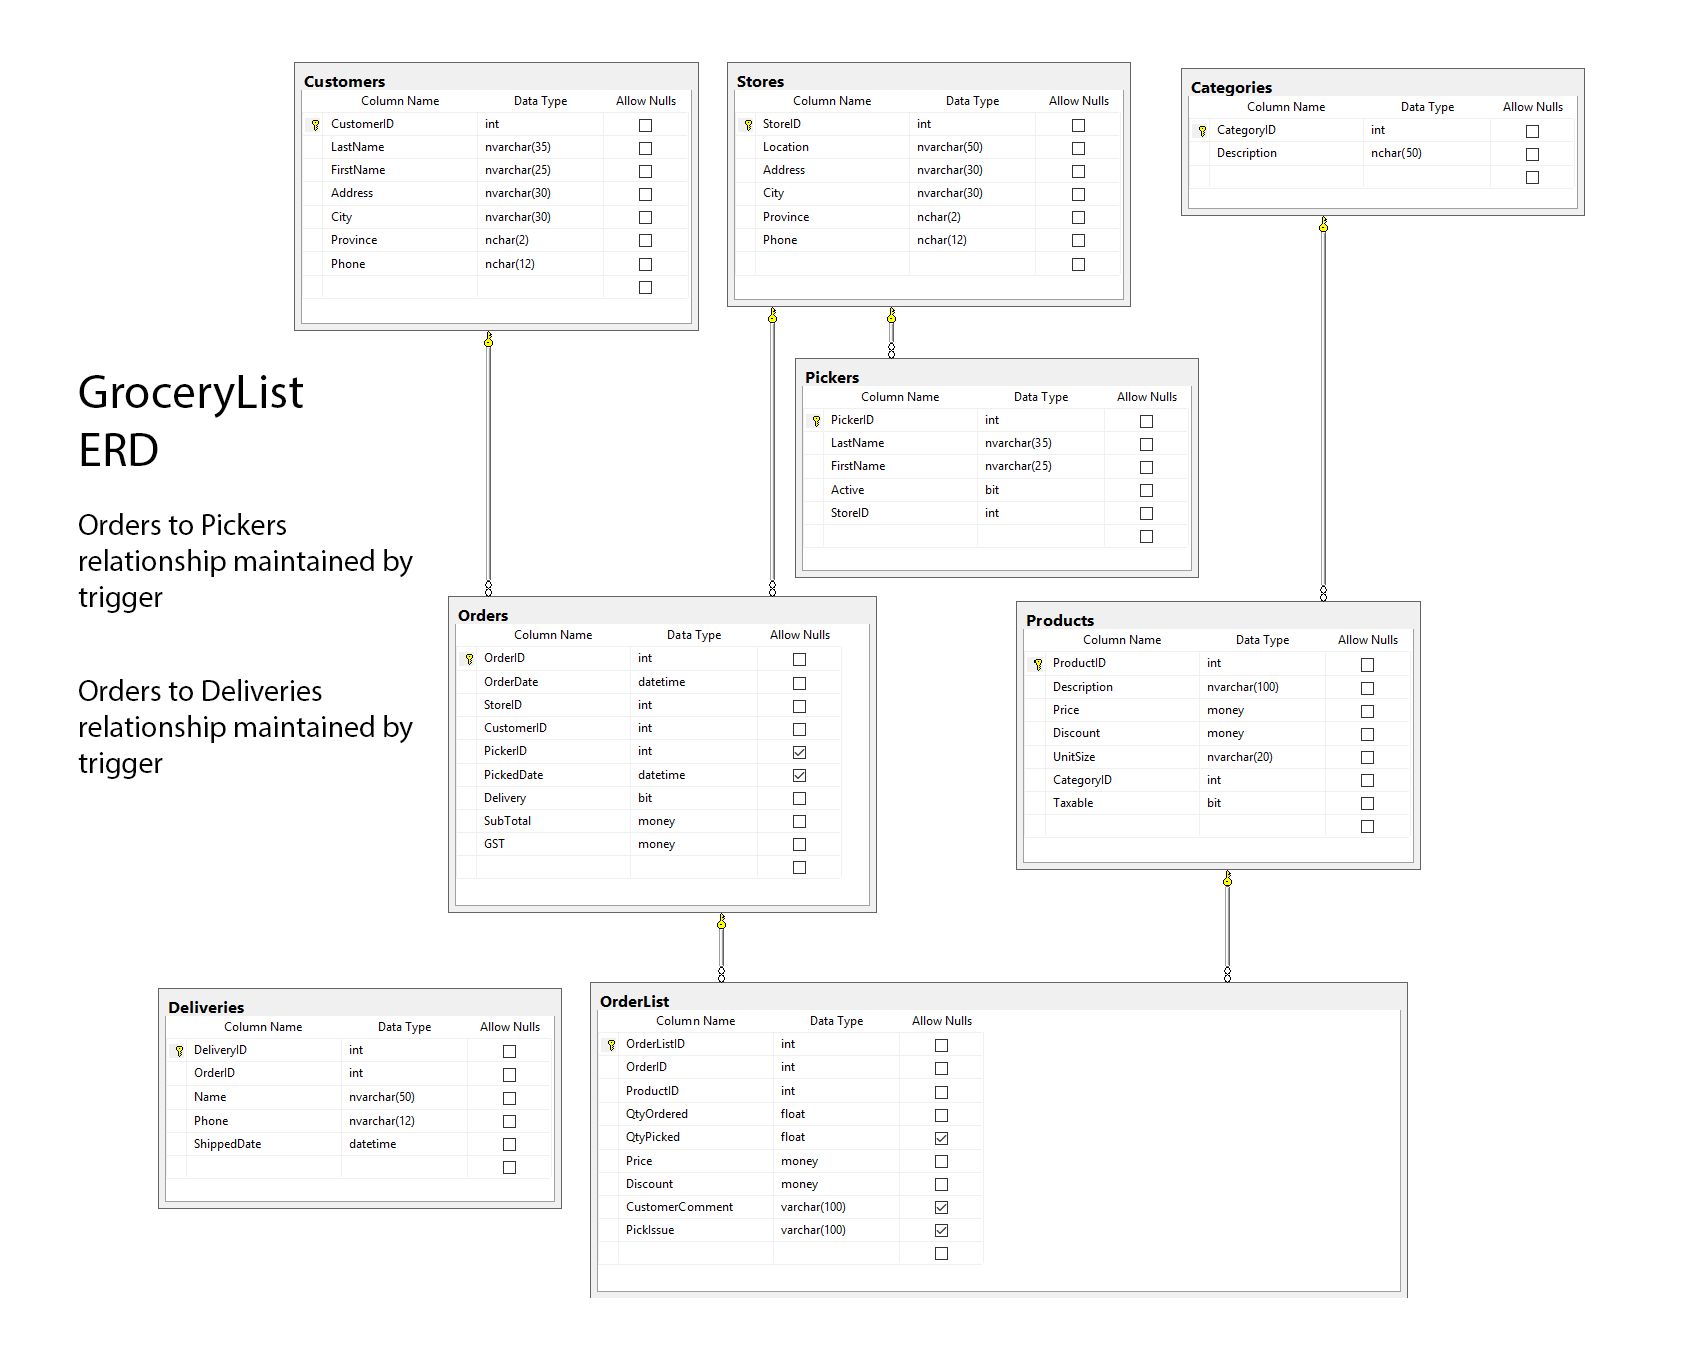 Customers
Column Name Data Type Allow Nulls
CustomerID int
LastName nvarchar(35)
FirstName nvarchar(25)
Address nvarchar(30)
City nvarchar(30)
Province nchar(2)
Phone nchar(12)
Stores
Column Name Data Type Allow Nulls
StoreID int
Location nvarchar(50)
Address nvarchar(30)
City nvarchar(30)
Province nchar(2)
Phone nchar(12)
Categories
Column Name Data Type Allow Nulls
CategoryID int
Description nchar(50)
GroceryList
ERD
Orders to Pickers
relationship maintained by
trigger
Orders to Deliveries
relationship maintained by
trigger
Pickers
Column Name Data Type Allow Nulls
PickerID int
LastName nvarchar(35)
FirstName nvarchar(25)
Active bit
StoreID int
Orders
Column Name Data Type Allow Nulls
OrderID int
OrderDate datetime
StoreID int
CustomerID int
PickerID int
PickedDate datetime
Delivery bit
SubTotal money
GST money
Products
Column Name Data Type Allow Nulls
ProductID int
Description nvarchar(100)
Price money
Discount money
UnitSize nvarchar(20)
CategoryID int
Taxable bit
Deliveries
Column Name Data Type Allow Nulls
DeliveryID int
OrderID int
Name nvarchar(50)
Phone nvarchar(12)
ShippedDate datetime
OrderList
Column Name Data Type Allow Nulls
OrderListID int
OrderID int
ProductID int
QtyOrdered float
QtyPicked float
Price money
Discount money
CustomerComment varchar(100)
PickIssue varchar(100)